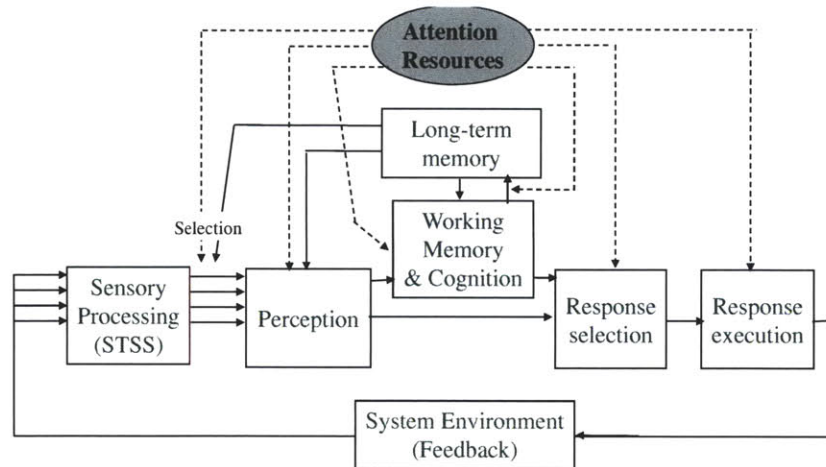 Attention
Resources
Long-term
memory
Selection
Working
Memory
& Cognition
Sensory
Processing
(STSS)
Perception
Response
selection
Response
execution
System Environment
(Feedback)